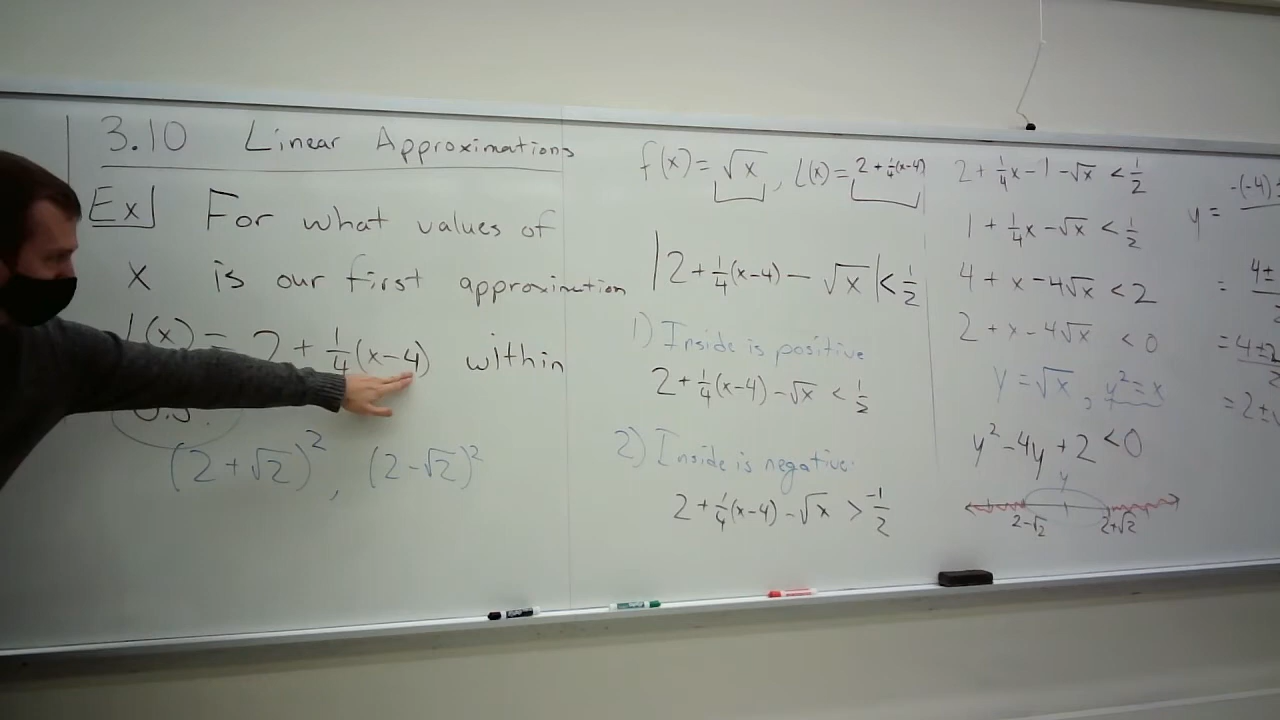 3.10 Linear Approximations
Ex] For what values of
x is our first approximation
L(x) = 2 + 1/4(x-4) within
0.5.
(2+√2)², (2-√2)²
f(x) = √x , L(x) = 2 + 1/4(x-4)
|2 + 1/4(x-4) - √x| < 1/2
1) Inside is positive
2 + 1/4(x-4) - √x < 1/2
2) Inside is negative:
2 + 1/4(x-4) - √x > -1/2
2 + 1/4x - 1 - √x < 1/2
1 + 1/4x - √x < 1/2
4 + x - 4√x < 2
2 + x - 4√x < 0
y = √x , y² = x
y² - 4y + 2 < 0
y
2-√2 2+√2
y = -(-4) ±
= 4 ±
= 4 ± 2
= 2 ± √